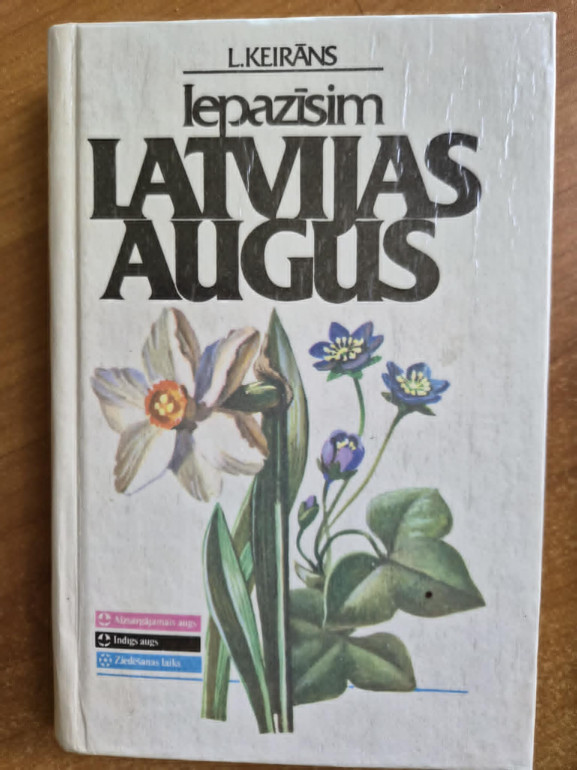 L.KEIRĀNS
Iepazīsim
LATVIJAS
AUGUS
Aizsargājamais augs
Indīgs augs
Ziedēšanas laiks